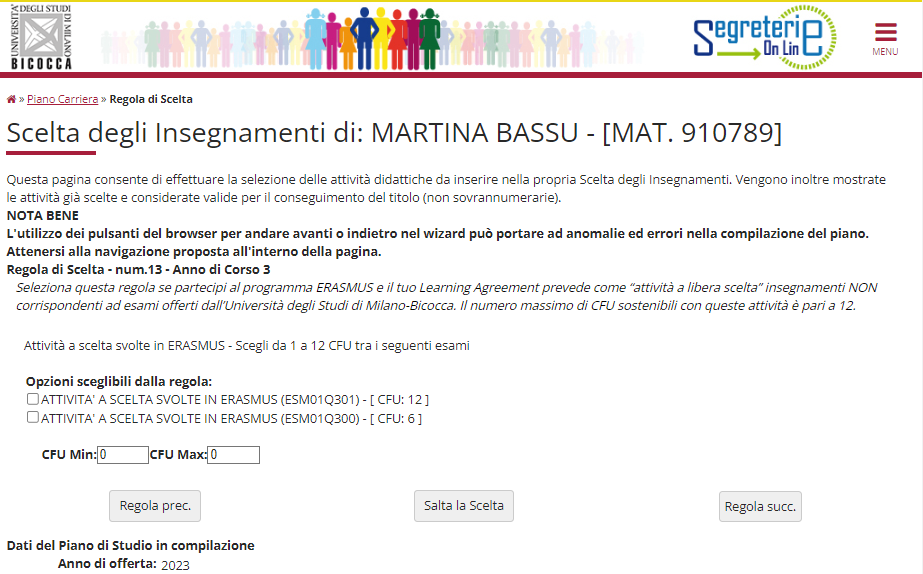 UNIVERSITÀ DEGLI STUDI DI MILANO
BICOCCA
Segreterie
On Line
MENU
» Piano Carriera » Regola di Scelta
Scelta degli Insegnamenti di: MARTINA BASSU - [MAT. 910789]
Questa pagina consente di effettuare la selezione delle attività didattiche da inserire nella propria Scelta degli Insegnamenti. Vengono inoltre mostrate
le attività già scelte e considerate valide per il conseguimento del titolo (non sovrannumerarie).
NOTA BENE
L'utilizzo dei pulsanti del browser per andare avanti o indietro nel wizard può portare ad anomalie ed errori nella compilazione del piano.
Attenersi alla navigazione proposta all'interno della pagina.
Regola di Scelta - num.13 - Anno di Corso 3
Seleziona questa regola se partecipi al programma ERASMUS e il tuo Learning Agreement prevede come “attività a libera scelta” insegnamenti NON
corrispondenti ad esami offerti dall’Università degli Studi di Milano-Bicocca. Il numero massimo di CFU sostenibili con queste attività è pari a 12.
Attività a scelta svolte in ERASMUS - Scegli da 1 a 12 CFU tra i seguenti esami
Opzioni sceglibili dalla regola:
ATTIVITA' A SCELTA SVOLTE IN ERASMUS (ESM01Q301) - [ CFU: 12 ]
ATTIVITA' A SCELTA SVOLTE IN ERASMUS (ESM01Q300) - [ CFU: 6 ]
CFU Min: 0 CFU Max: 0
Regola prec. Salta la Scelta Regola succ.
Dati del Piano di Studio in compilazione
Anno di offerta: 2023